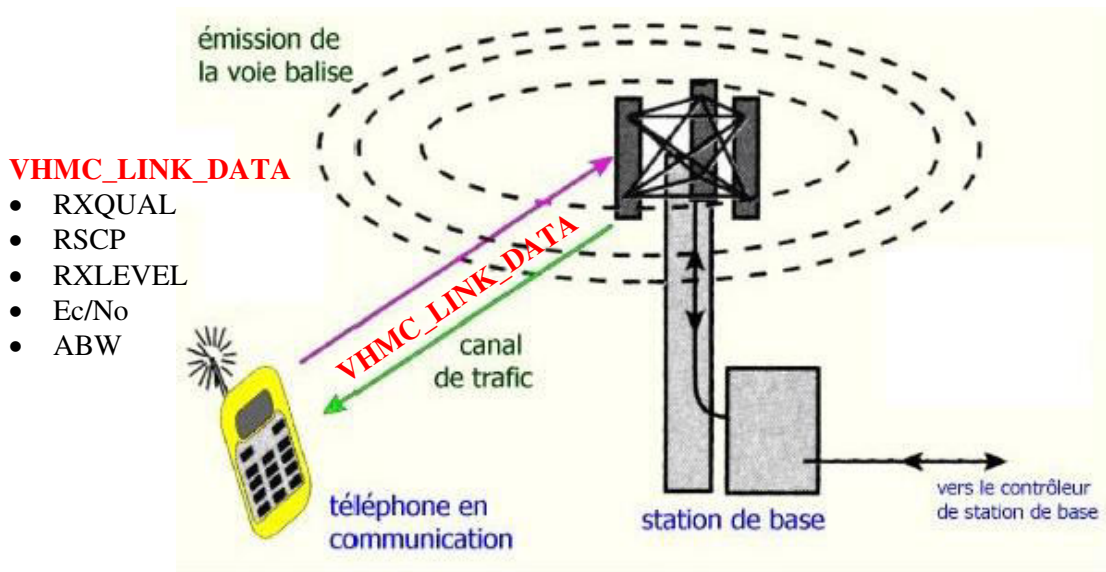 émission de
la voie balise
VHMC_LINK_DATA
• RXQUAL
• RSCP
• RXLEVEL
• Ec/No
• ABW
VHMC_LINK_DATA
canal
de trafic
téléphone en
communication
station de base
vers le contrôleur
de station de base